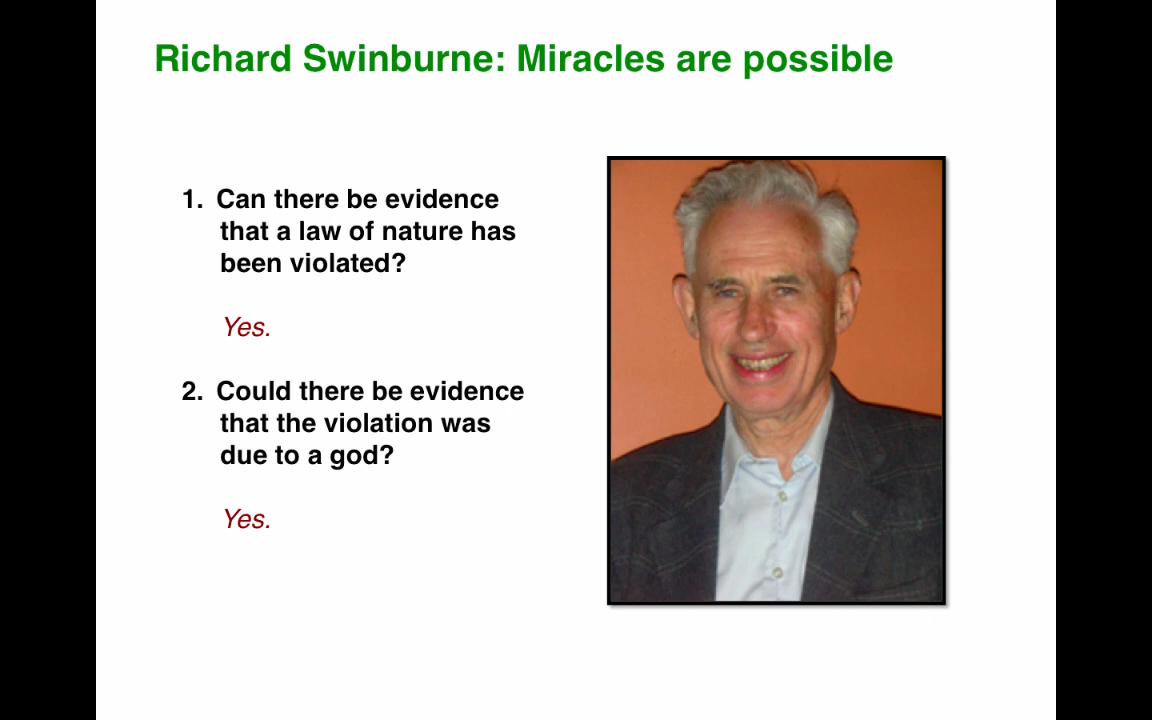 Richard Swinburne: Miracles are possible
1. Can there be evidence
that a law of nature has
been violated?
Yes.
2. Could there be evidence
that the violation was
due to a god?
Yes.